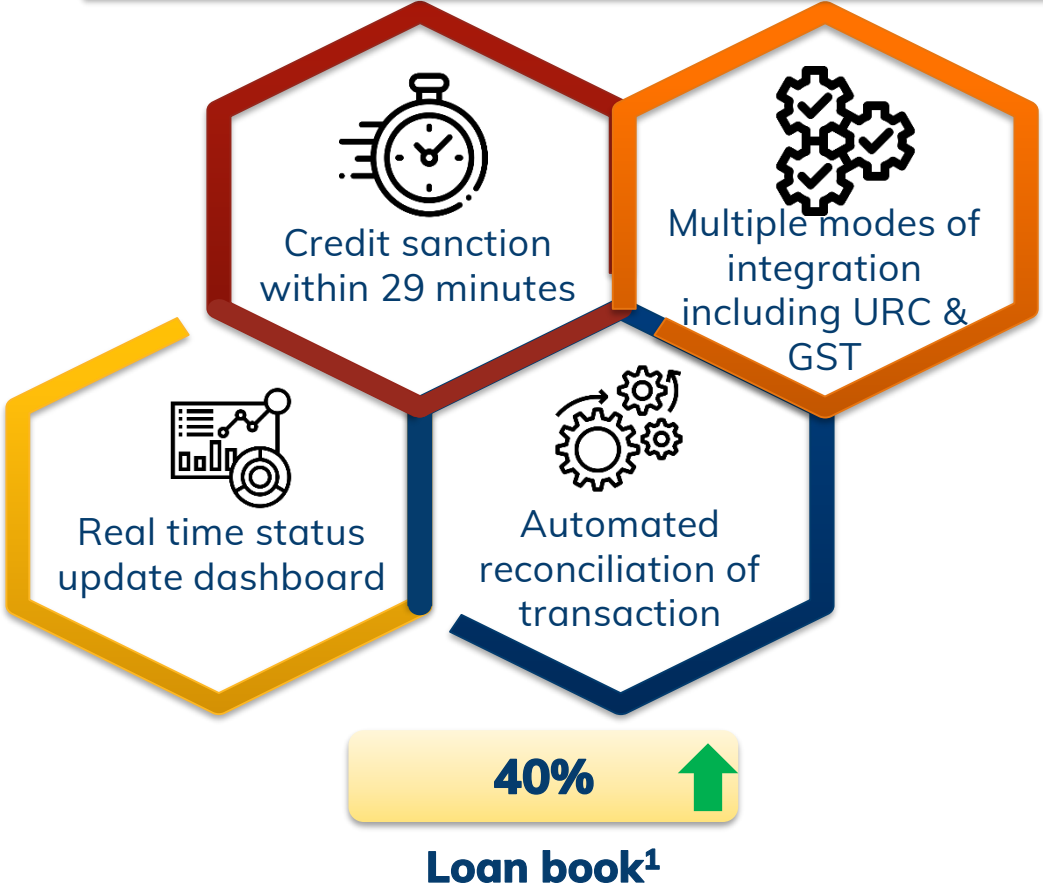 Credit sanction
within 29 minutes
Multiple modes of
integration
including URC &
GST
Real time status
update dashboard
Automated
reconciliation of
transaction
40%
Loan book¹